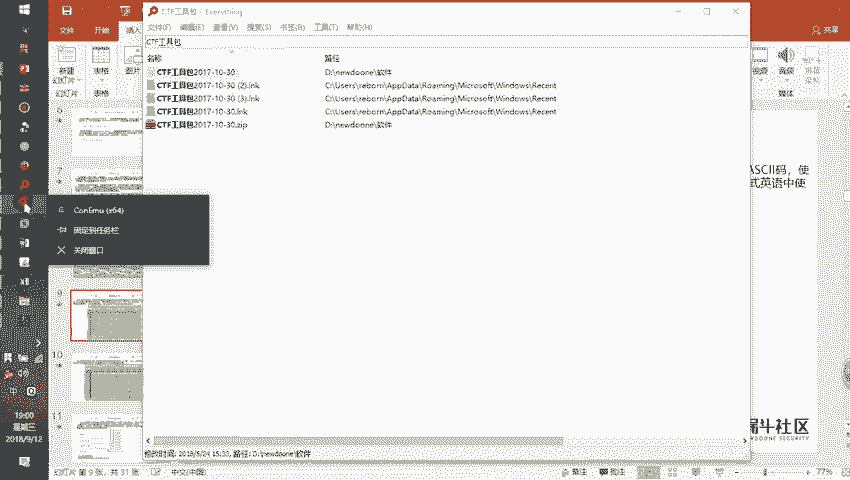 CTF工具包 - Everything
文件(F) 编辑(E) 查看(V) 搜索(S) 书签(B) 工具(T) 帮助(H)
CTF工具包
名称 路径
CTF工具包2017-10-30 D:\newdoone\软件
CTF工具包2017-10-30 (2).lnk C:\Users\reborn\AppData\Roaming\Microsoft\Windows\Recent
CTF工具包2017-10-30 (3).lnk C:\Users\reborn\AppData\Roaming\Microsoft\Windows\Recent
CTF工具包2017-10-30.lnk C:\Users\reborn\AppData\Roaming\Microsoft\Windows\Recent
CTF工具包2017-10-30.zip D:\newdoone\软件
修改时间: 2018/5/24 15:33, 路径: D:\newdoone\软件
文件 开始 插入
共享
新建
幻灯片
表格
图片
幻灯片 表格
视频 音频
屏幕
录制
媒体
6
7
9
10
11
ASCII码，使
式英语中使
ConEmu (x64)
固定到任务栏
关闭窗口
19:00
星期三
2018/9/12
漏斗社区
幻灯片 第 9 张，共 31 张 中文(中国) 备注 批注 77%